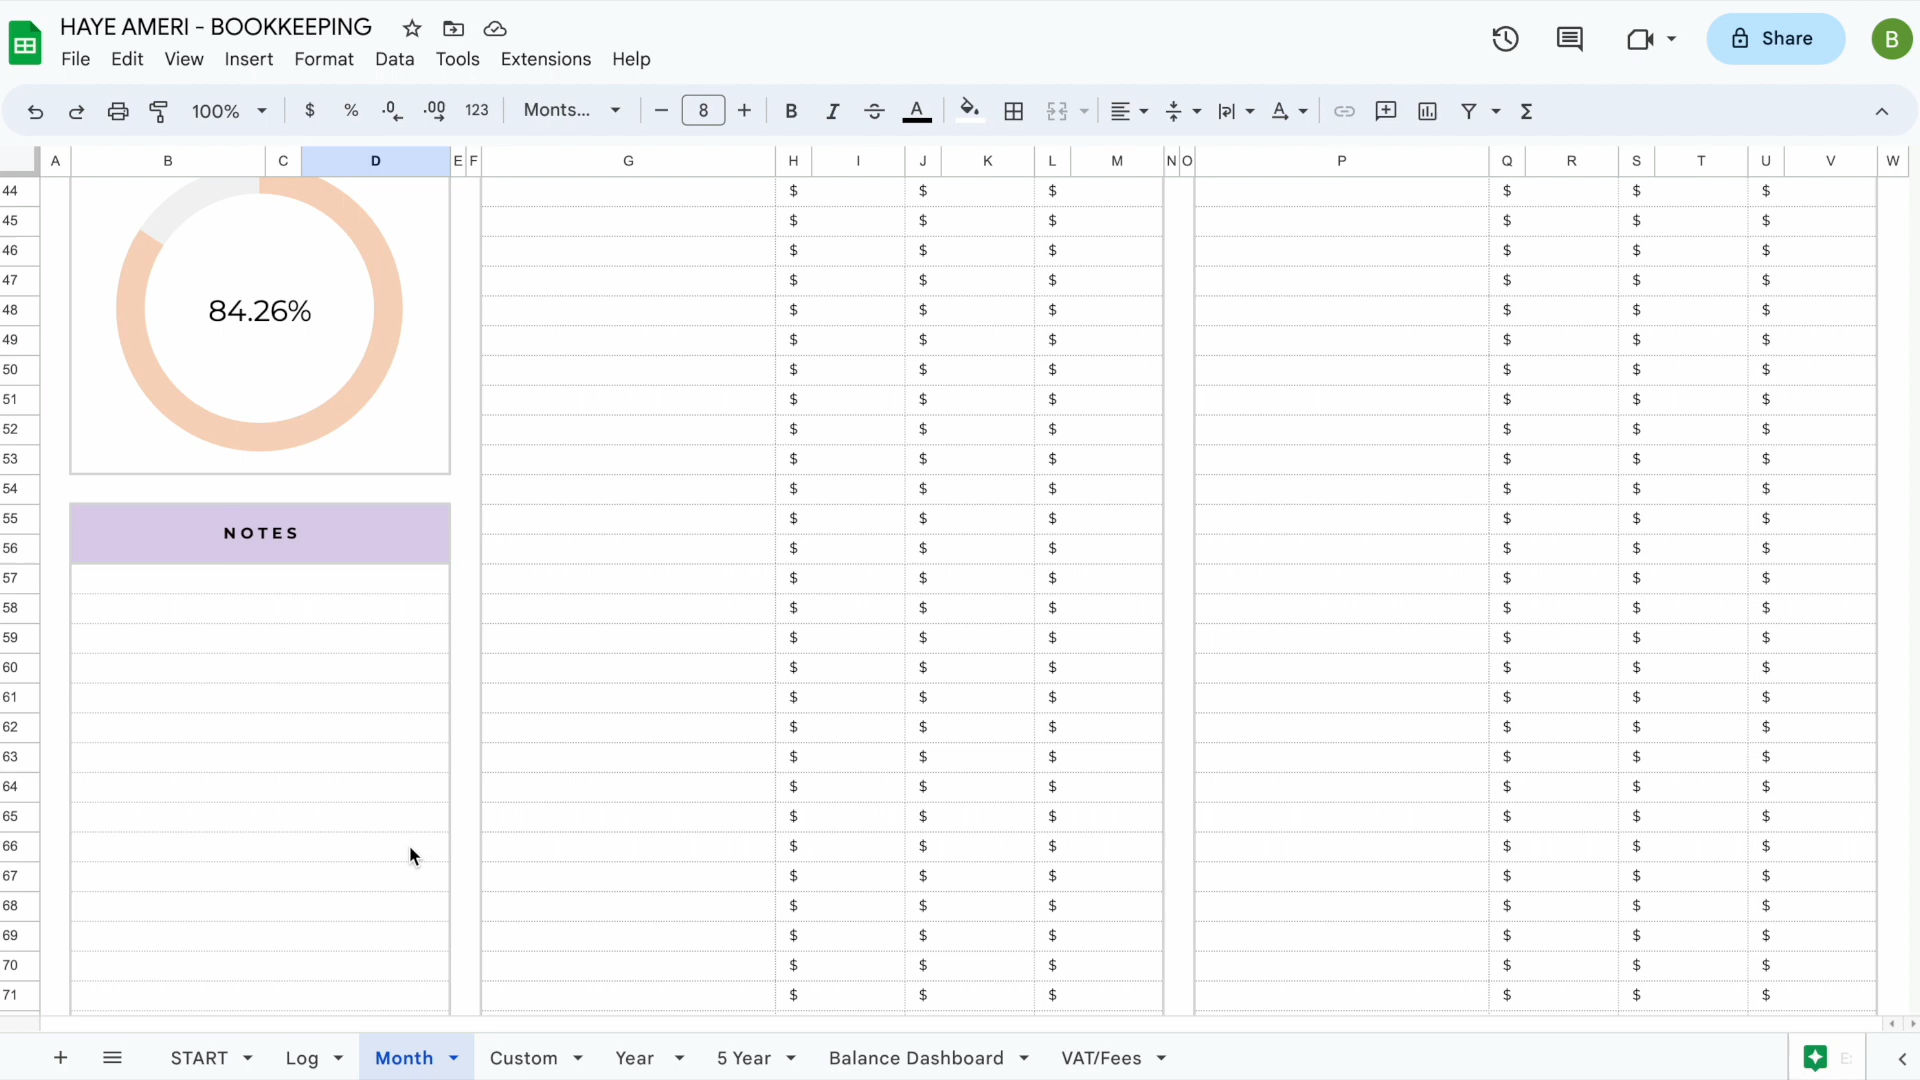 HAYE AMERI - BOOKKEEPING
File Edit View Insert Format Data Tools Extensions Help
Share
B
100% $ % .0 .00 123 Monts... 8 B I A Σ
A B C D E F G H I J K L M N O P Q R S T U V W
44 $ $ $ $ $ $
45 $ $ $ $ $ $
46 $ $ $ $ $ $
47 $ $ $ $ $ $
48 84.26% $ $ $ $ $ $
49 $ $ $ $ $ $
50 $ $ $ $ $ $
51 $ $ $ $ $ $
52 $ $ $ $ $ $
53 $ $ $ $ $ $
54 $ $ $ $ $ $
55 $ $ $ $ $ $
NOTES
56 $ $ $ $ $ $
57 $ $ $ $ $ $
58 $ $ $ $ $ $
59 $ $ $ $ $ $
60 $ $ $ $ $ $
61 $ $ $ $ $ $
62 $ $ $ $ $ $
63 $ $ $ $ $ $
64 $ $ $ $ $ $
65 $ $ $ $ $ $
66 $ $ $ $ $ $
67 $ $ $ $ $ $
68 $ $ $ $ $ $
69 $ $ $ $ $ $
70 $ $ $ $ $ $
71 $ $ $ $ $ $
START Log Month Custom Year 5 Year Balance Dashboard VAT/Fees